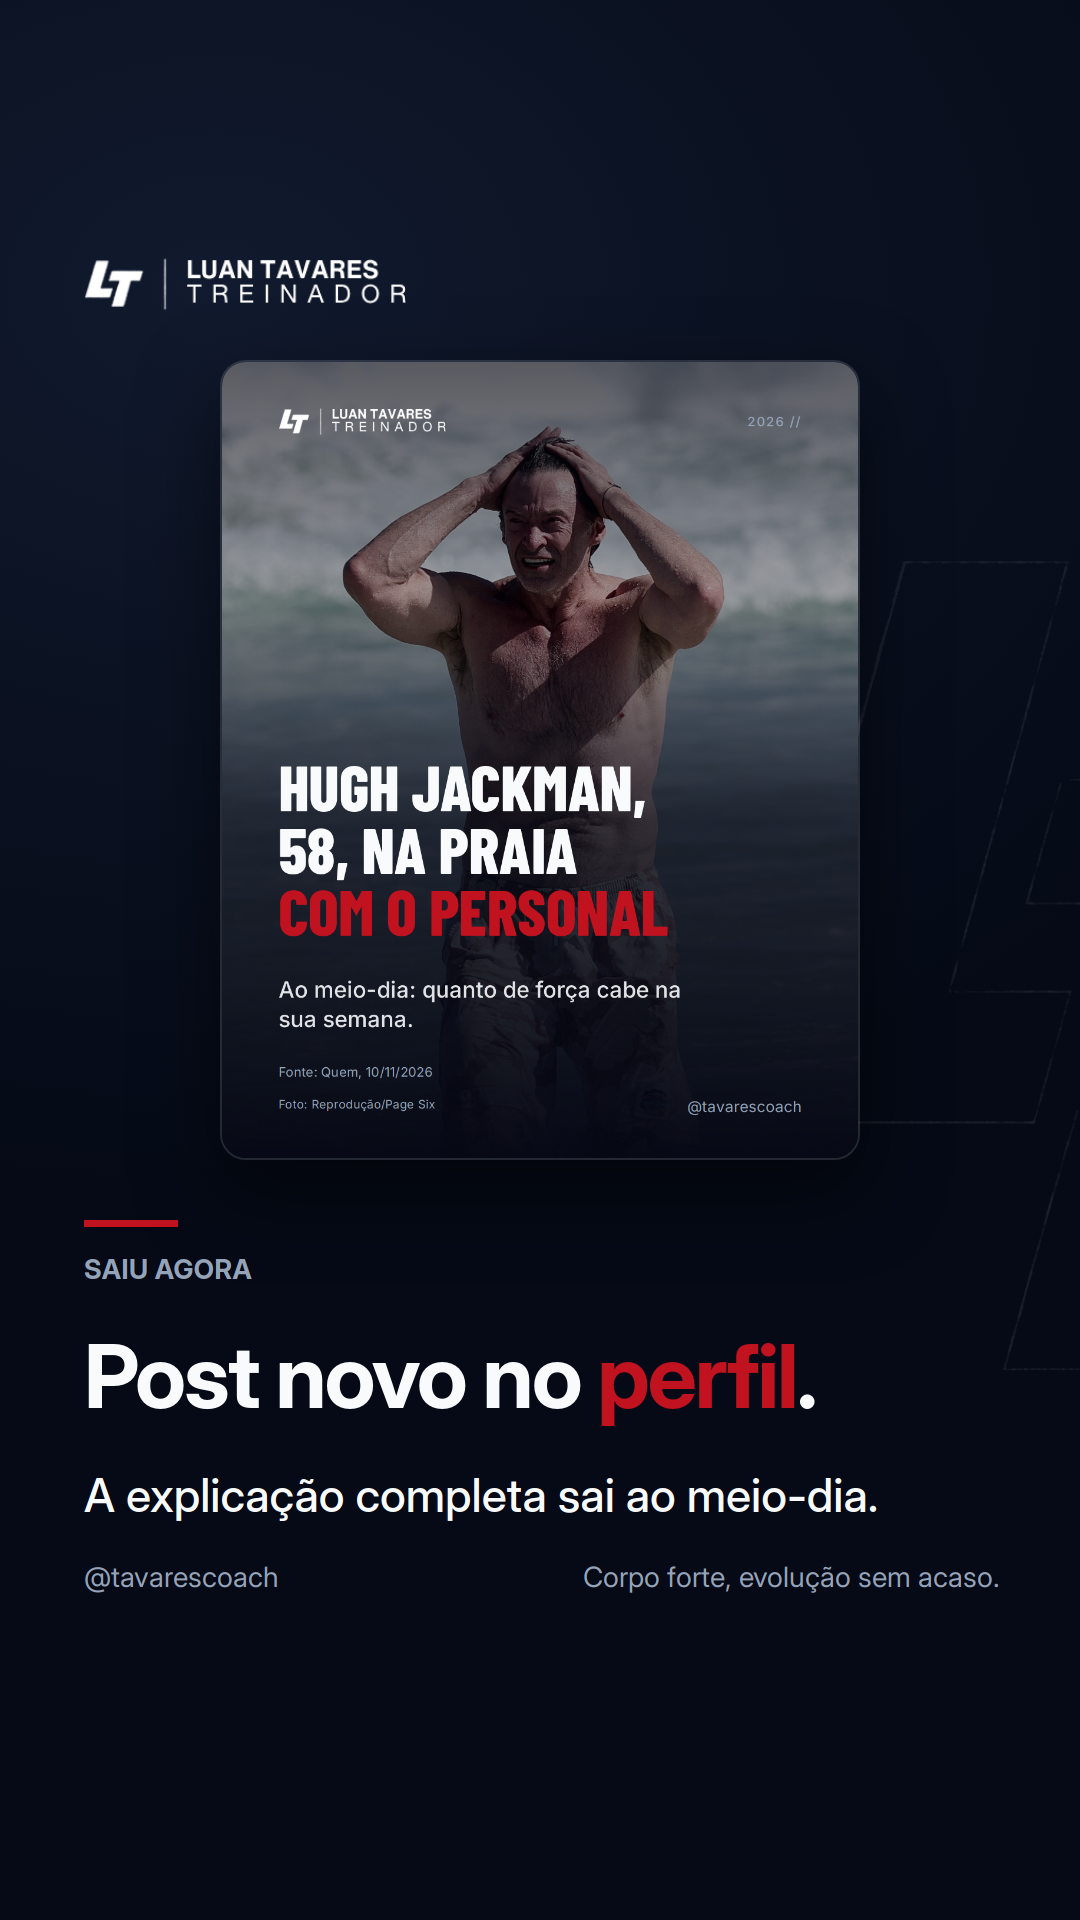 LT LUAN TAVARES
TREINADOR
LT LUAN TAVARES
TREINADOR
2026 //
HUGH JACKMAN,
58, NA PRAIA
COM O PERSONAL
Ao meio-dia: quanto de força cabe na
sua semana.
Fonte: Quem, 10/11/2026
Foto: Reprodução/Page Six
@tavarescoach
SAIU AGORA
Post novo no perfil.
A explicação completa sai ao meio-dia.
@tavarescoach
Corpo forte, evolução sem acaso.